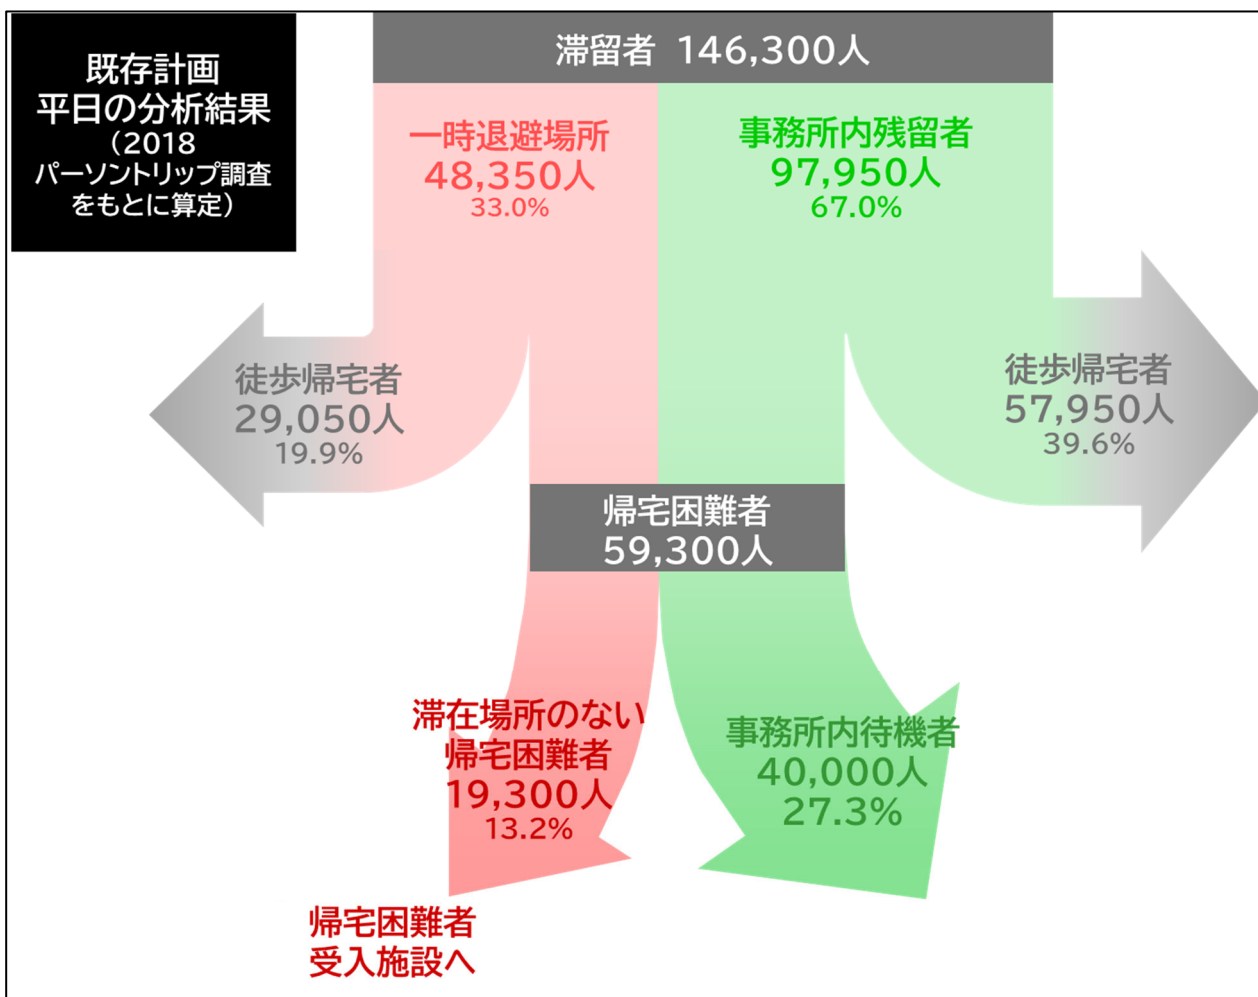 既存計画
平日の分析結果
（2018
パーソントリップ調査
をもとに算定）
滞留者 146,300人
一時退避場所
48,350人
33.0%
事務所内残留者
97,950人
67.0%
徒歩帰宅者
29,050人
19.9%
徒歩帰宅者
57,950人
39.6%
帰宅困難者
59,300人
滞在場所のない
帰宅困難者
19,300人
13.2%
事務所内待機者
40,000人
27.3%
帰宅困難者
受入施設へ